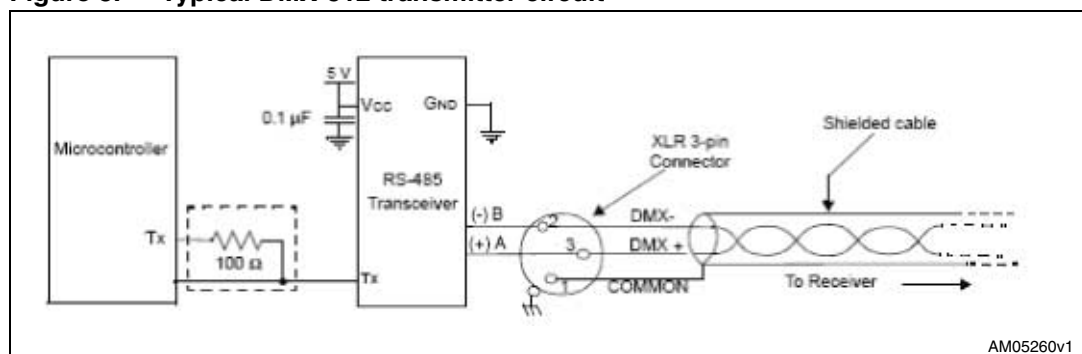 Microcontroller
Tx
100 Ω
5 V
0.1 µF
Vcc
GND
RS-485
Transceiver
Tx
(-) B
(+) A
XLR 3-pin
Connector
2
3
1
DMX-
DMX +
COMMON
Shielded cable
To Receiver
AM05260v1